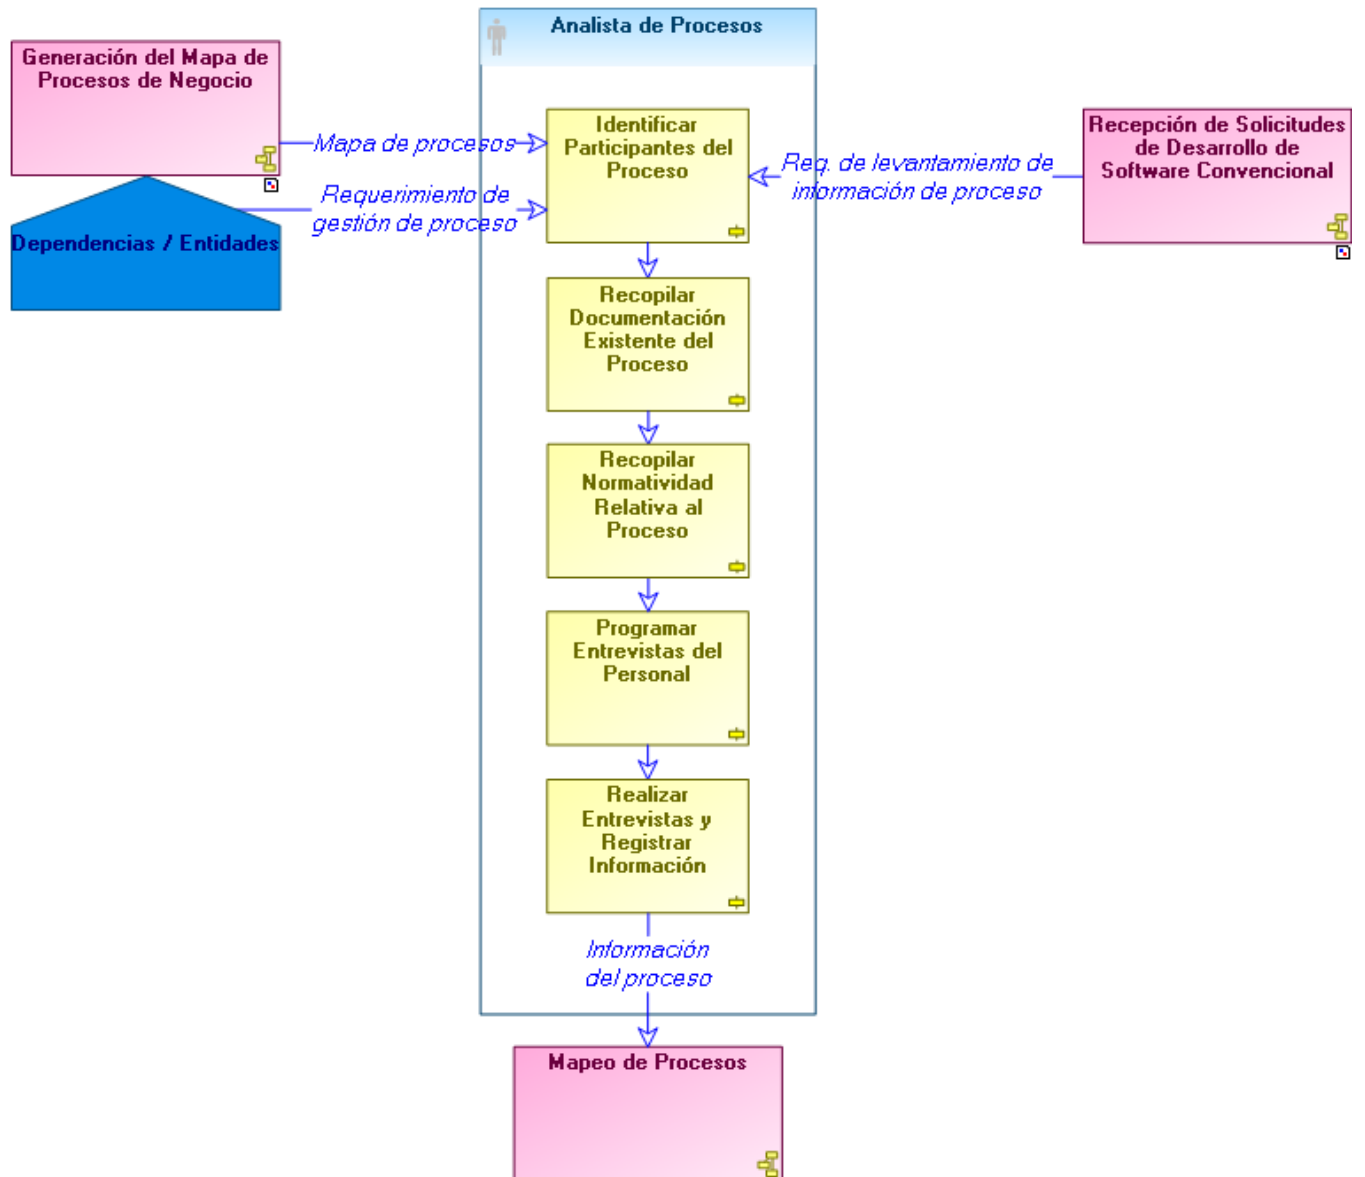 Analista de Procesos
Generación del Mapa de
Procesos de Negocio
Identificar
Participantes del
Proceso
Recepción de Solicitudes
de Desarrollo de
Software Convencional
Mapa de procesos
Req. de levantamiento de
información de proceso
Requerimiento de
gestión de proceso
Dependencias / Entidades
Recopilar
Documentación
Existente del
Proceso
Recopilar
Normatividad
Relativa al
Proceso
Programar
Entrevistas del
Personal
Realizar
Entrevistas y
Registrar
Información
Información
del proceso
Mapeo de Procesos